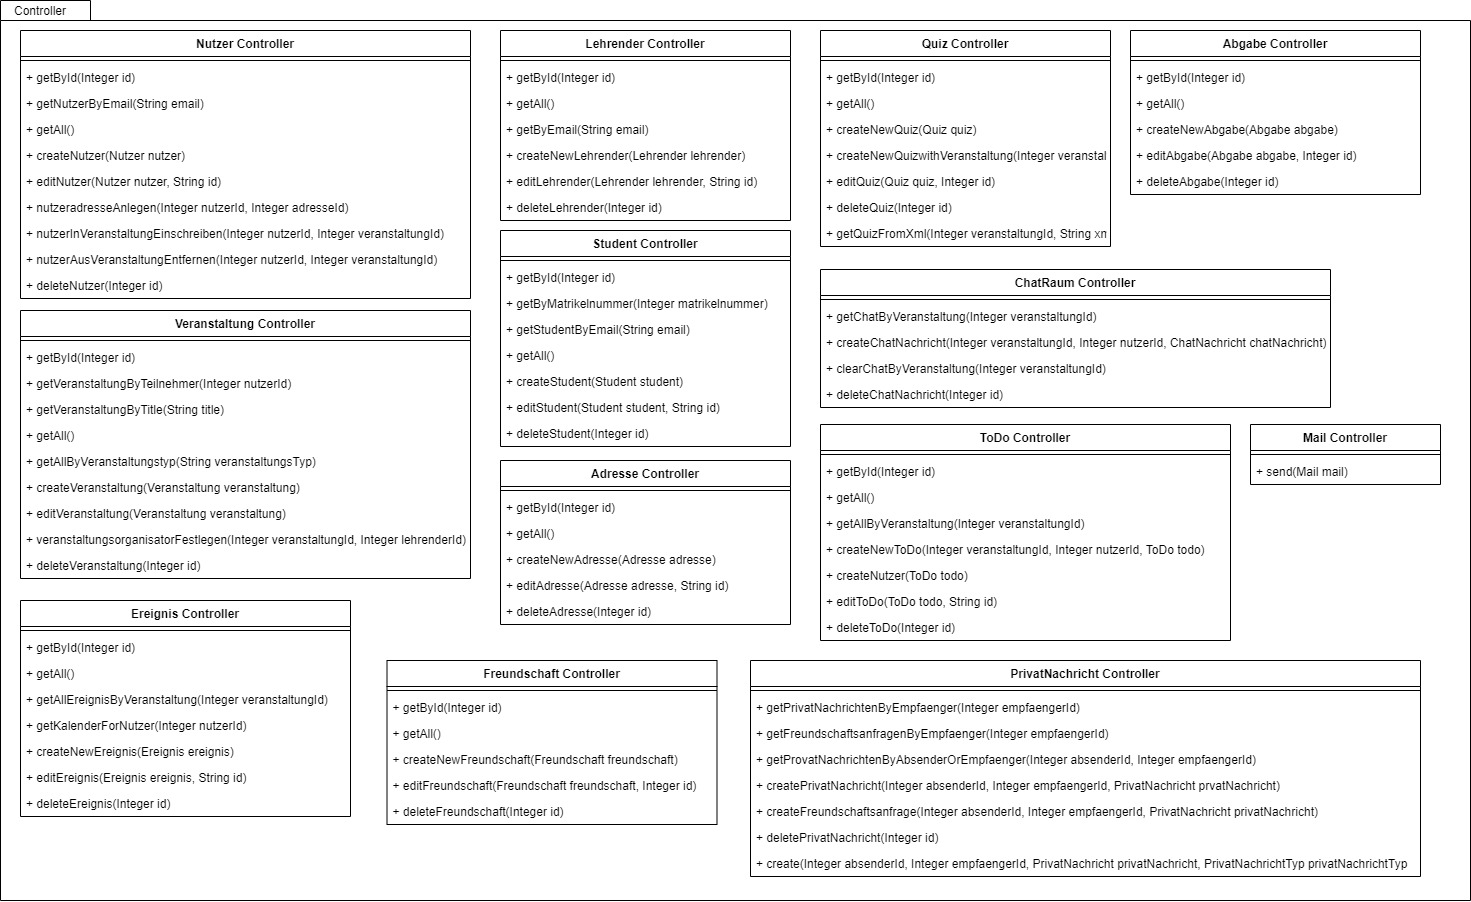 Controller
Nutzer Controller
+ getById(Integer id)
+ getNutzerByEmail(String email)
+ getAll()
+ createNutzer(Nutzer nutzer)
+ editNutzer(Nutzer nutzer, String id)
+ nutzeradresseAnlegen(Integer nutzerId, Integer adresseId)
+ nutzerInVeranstaltungEinschreiben(Integer nutzerId, Integer veranstaltungId)
+ nutzerAusVeranstaltungEntfernen(Integer nutzerId, Integer veranstaltungId)
+ deleteNutzer(Integer id)
Veranstaltung Controller
+ getById(Integer id)
+ getVeranstaltungByTeilnehmer(Integer nutzerId)
+ getVeranstaltungByTitle(String title)
+ getAll()
+ getAllByVeranstaltungstyp(String veranstaltungsTyp)
+ createVeranstaltung(Veranstaltung veranstaltung)
+ editVeranstaltung(Veranstaltung veranstaltung)
+ veranstaltungsorganisatorFestlegen(Integer veranstaltungId, Integer lehrenderId)
+ deleteVeranstaltung(Integer id)
Ereignis Controller
+ getById(Integer id)
+ getAll()
+ getAllEreignisByVeranstaltung(Integer veranstaltungId)
+ getKalenderForNutzer(Integer nutzerId)
+ createNewEreignis(Ereignis ereignis)
+ editEreignis(Ereignis ereignis, String id)
+ deleteEreignis(Integer id)
Lehrender Controller
+ getById(Integer id)
+ getAll()
+ getByEmail(String email)
+ createNewLehrender(Lehrender lehrender)
+ editLehrender(Lehrender lehrender, String id)
+ deleteLehrender(Integer id)
Student Controller
+ getById(Integer id)
+ getByMatrikelnummer(Integer matrikelnummer)
+ getStudentByEmail(String email)
+ getAll()
+ createStudent(Student student)
+ editStudent(Student student, String id)
+ deleteStudent(Integer id)
Adresse Controller
+ getById(Integer id)
+ getAll()
+ createNewAdresse(Adresse adresse)
+ editAdresse(Adresse adresse, String id)
+ deleteAdresse(Integer id)
Freundschaft Controller
+ getById(Integer id)
+ getAll()
+ createNewFreundschaft(Freundschaft freundschaft)
+ editFreundschaft(Freundschaft freundschaft, Integer id)
+ deleteFreundschaft(Integer id)
Quiz Controller
+ getById(Integer id)
+ getAll()
+ createNewQuiz(Quiz quiz)
+ createNewQuizwithVeranstaltung(Integer veranstal
+ editQuiz(Quiz quiz, Integer id)
+ deleteQuiz(Integer id)
+ getQuizFromXml(Integer veranstaltungId, String xm
Abgabe Controller
+ getById(Integer id)
+ getAll()
+ createNewAbgabe(Abgabe abgabe)
+ editAbgabe(Abgabe abgabe, Integer id)
+ deleteAbgabe(Integer id)
ChatRaum Controller
+ getChatByVeranstaltung(Integer veranstaltungId)
+ createChatNachricht(Integer veranstaltungId, Integer nutzerId, ChatNachricht chatNachricht)
+ clearChatByVeranstaltung(Integer veranstaltungId)
+ deleteChatNachricht(Integer id)
ToDo Controller
+ getById(Integer id)
+ getAll()
+ getAllByVeranstaltung(Integer veranstaltungId)
+ createNewToDo(Integer veranstaltungId, Integer nutzerId, ToDo todo)
+ createNutzer(ToDo todo)
+ editToDo(ToDo todo, String id)
+ deleteToDo(Integer id)
Mail Controller
+ send(Mail mail)
PrivatNachricht Controller
+ getPrivatNachrichtenByEmpfaenger(Integer empfaengerId)
+ getFreundschaftsanfragenByEmpfaenger(Integer empfaengerId)
+ getProvatNachrichtenByAbsenderOrEmpfaenger(Integer absenderId, Integer empfaengerId)
+ createPrivatNachricht(Integer absenderId, Integer empfaengerId, PrivatNachricht prvatNachricht)
+ createFreundschaftsanfrage(Integer absenderId, Integer empfaengerId, PrivatNachricht privatNachricht)
+ deletePrivatNachricht(Integer id)
+ create(Integer absenderId, Integer empfaengerId, PrivatNachricht privatNachricht, PrivatNachrichtTyp privatNachrichtTyp